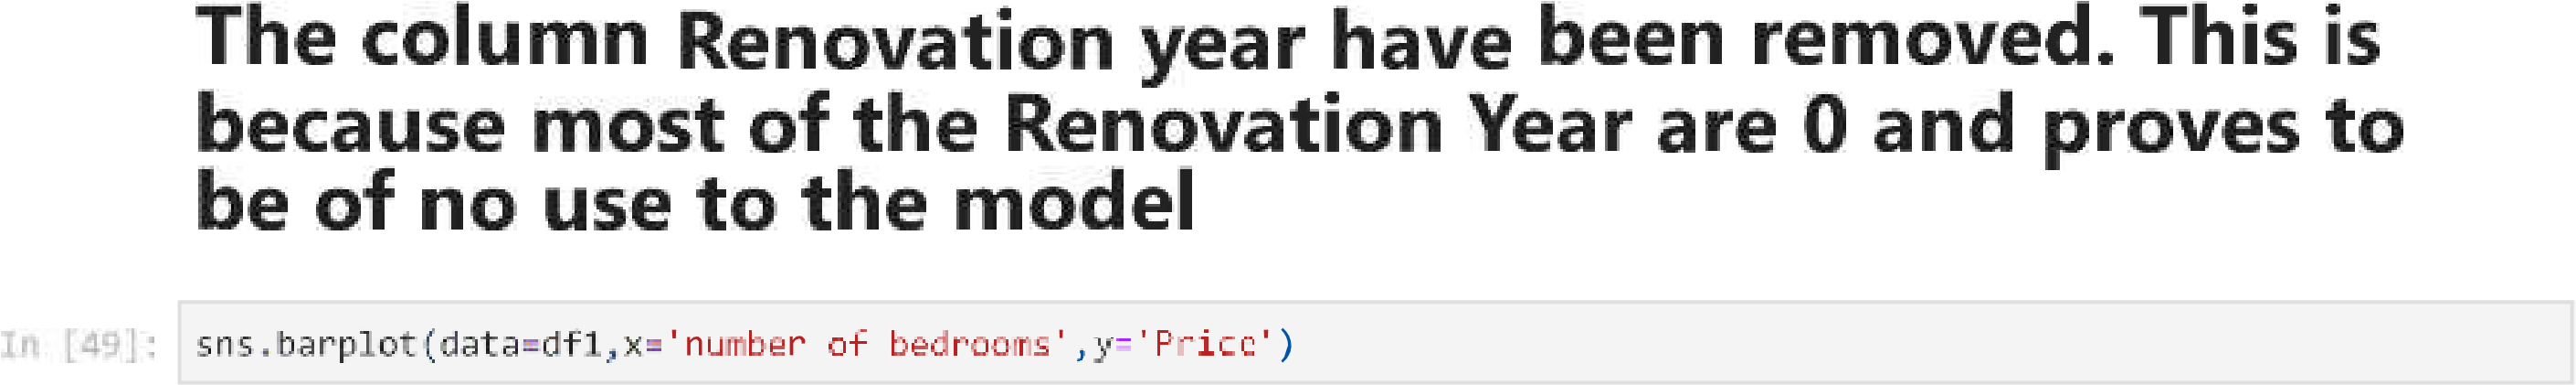 The column Renovation year have been removed. This is
because most of the Renovation Year are 0 and proves to
be of no use to the model
In [49]: sns.barplot(data=df1,x='number of bedrooms',y='Price')